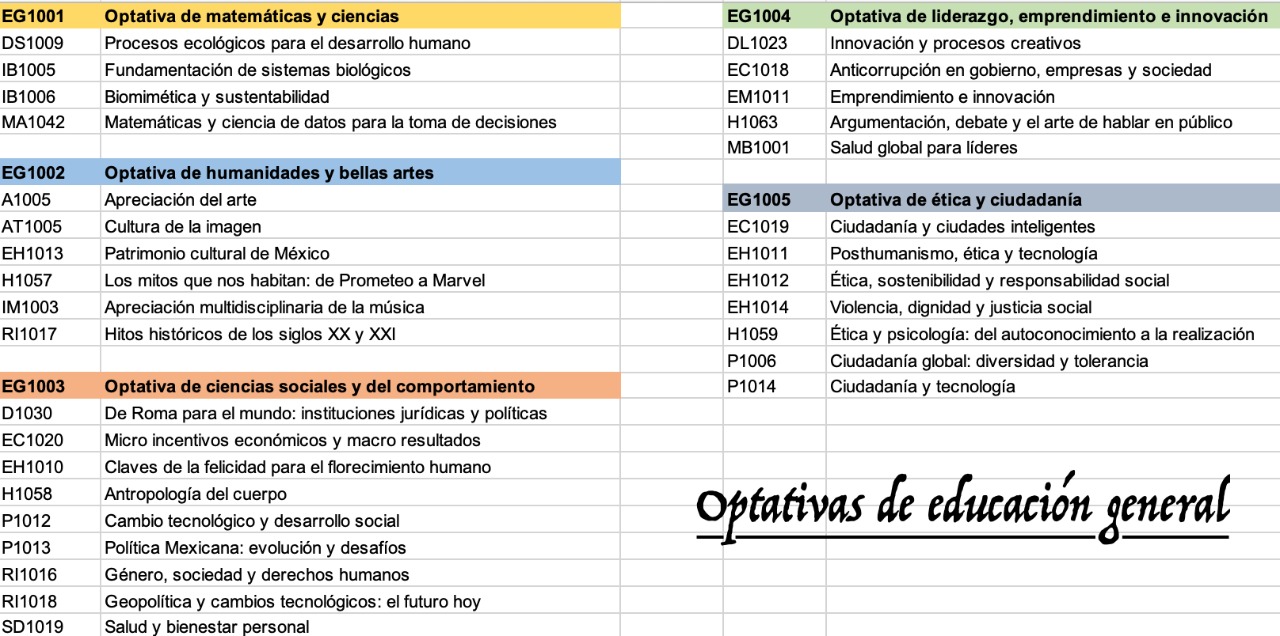 EG1001 Optativa de matemáticas y ciencias
DS1009 Procesos ecológicos para el desarrollo humano
IB1005 Fundamentación de sistemas biológicos
IB1006 Biomimética y sustentabilidad
MA1042 Matemáticas y ciencia de datos para la toma de decisiones
EG1002 Optativa de humanidades y bellas artes
A1005 Apreciación del arte
AT1005 Cultura de la imagen
EH1013 Patrimonio cultural de México
H1057 Los mitos que nos habitan: de Prometeo a Marvel
IM1003 Apreciación multidisciplinaria de la música
RI1017 Hitos históricos de los siglos XX y XXI
EG1003 Optativa de ciencias sociales y del comportamiento
D1030 De Roma para el mundo: instituciones jurídicas y políticas
EC1020 Micro incentivos económicos y macro resultados
EH1010 Claves de la felicidad para el florecimiento humano
H1058 Antropología del cuerpo
P1012 Cambio tecnológico y desarrollo social
P1013 Política Mexicana: evolución y desafíos
RI1016 Género, sociedad y derechos humanos
RI1018 Geopolítica y cambios tecnológicos: el futuro hoy
SD1019 Salud y bienestar personal
EG1004 Optativa de liderazgo, emprendimiento e innovación
DL1023 Innovación y procesos creativos
EC1018 Anticorrupción en gobierno, empresas y sociedad
EM1011 Emprendimiento e innovación
H1063 Argumentación, debate y el arte de hablar en público
MB1001 Salud global para líderes
EG1005 Optativa de ética y ciudadanía
EC1019 Ciudadanía y ciudades inteligentes
EH1011 Posthumanismo, ética y tecnología
EH1012 Ética, sostenibilidad y responsabilidad social
EH1014 Violencia, dignidad y justicia social
H1059 Ética y psicología: del autoconocimiento a la realización
P1006 Ciudadanía global: diversidad y tolerancia
P1014 Ciudadanía y tecnología
Optativas de educación general